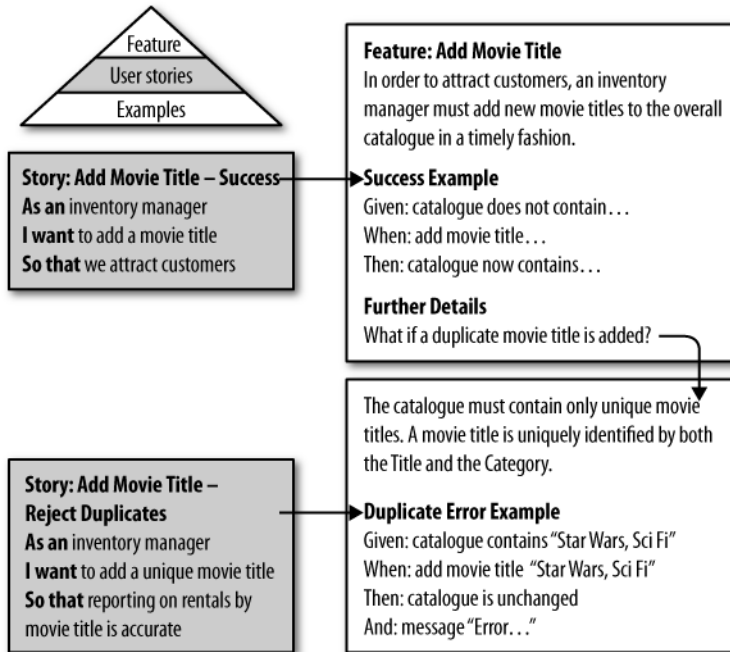 Feature
User stories
Examples
Feature: Add Movie Title
In order to attract customers, an inventory
manager must add new movie titles to the overall
catalogue in a timely fashion.
Story: Add Movie Title – Success
As an inventory manager
I want to add a movie title
So that we attract customers
Success Example
Given: catalogue does not contain…
When: add movie title…
Then: catalogue now contains…
Further Details
What if a duplicate movie title is added?
The catalogue must contain only unique movie
titles. A movie title is uniquely identified by both
the Title and the Category.
Story: Add Movie Title –
Reject Duplicates
As an inventory manager
I want to add a unique movie title
So that reporting on rentals by
movie title is accurate
Duplicate Error Example
Given: catalogue contains “Star Wars, Sci Fi”
When: add movie title “Star Wars, Sci Fi”
Then: catalogue is unchanged
And: message “Error…”